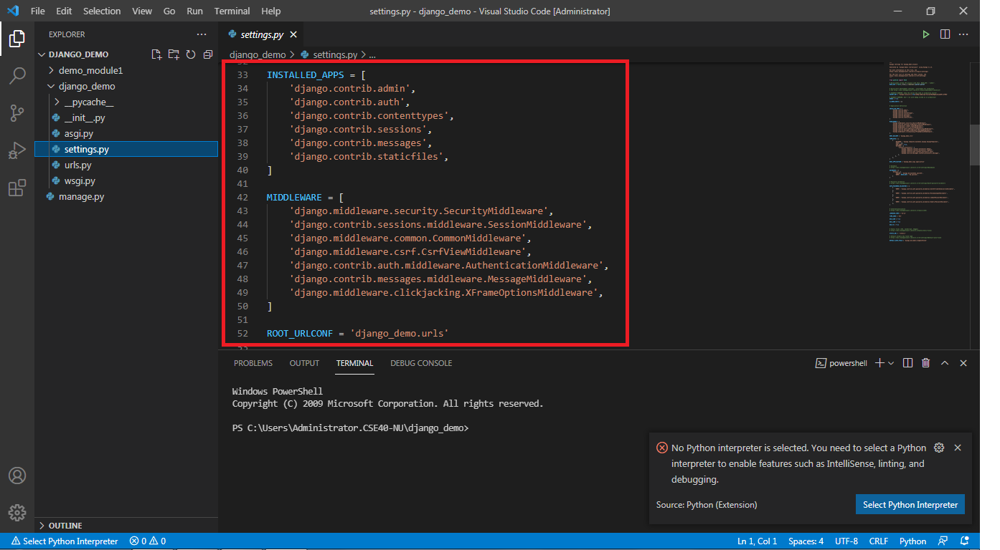 File Edit Selection View Go Run Terminal Help
settings.py - django_demo - Visual Studio Code [Administrator]
EXPLORER
DJANGO_DEMO
demo_module1
django_demo
__pycache__
__init__.py
asgi.py
settings.py
urls.py
wsgi.py
manage.py
OUTLINE
settings.py
django_demo > settings.py > ...
32
33 INSTALLED_APPS = [
34 'django.contrib.admin',
35 'django.contrib.auth',
36 'django.contrib.contenttypes',
37 'django.contrib.sessions',
38 'django.contrib.messages',
39 'django.contrib.staticfiles',
40 ]
41
42 MIDDLEWARE = [
43 'django.middleware.security.SecurityMiddleware',
44 'django.contrib.sessions.middleware.SessionMiddleware',
45 'django.middleware.common.CommonMiddleware',
46 'django.middleware.csrf.CsrfViewMiddleware',
47 'django.contrib.auth.middleware.AuthenticationMiddleware',
48 'django.contrib.messages.middleware.MessageMiddleware',
49 'django.middleware.clickjacking.XFrameOptionsMiddleware',
50 ]
51
52 ROOT_URLCONF = 'django_demo.urls'
53
PROBLEMS OUTPUT TERMINAL DEBUG CONSOLE
powershell
Windows PowerShell
Copyright (C) 2009 Microsoft Corporation. All rights reserved.
PS C:\Users\Administrator.CSE40-NU\django_demo>
No Python interpreter is selected. You need to select a Python
interpreter to enable features such as IntelliSense, linting, and
debugging.
Source: Python (Extension)
Select Python Interpreter
Select Python Interpreter 0 0
Ln 1, Col 1 Spaces: 4 UTF-8 CRLF Python